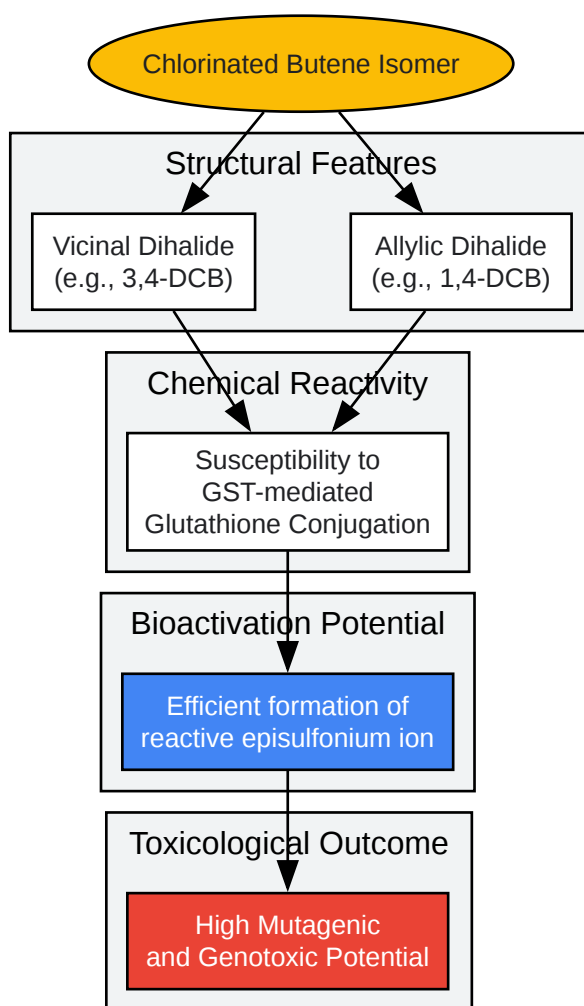 Chlorinated Butene Isomer
Structural Features
Vicinal Dihalide
(e.g., 3,4-DCB)
Allylic Dihalide
(e.g., 1,4-DCB)
Chemical Reactivity
Susceptibility to
GST-mediated
Glutathione Conjugation
Bioactivation Potential
Efficient formation of
reactive episulfonium ion
Toxicological Outcome
High Mutagenic
and Genotoxic Potential